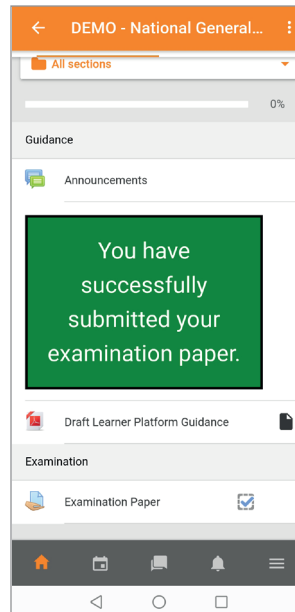 DEMO - National General...
All sections
0%
Guidance
Announcements
You have
successfully
submitted your
examination paper.
Draft Learner Platform Guidance
Examination
Examination Paper